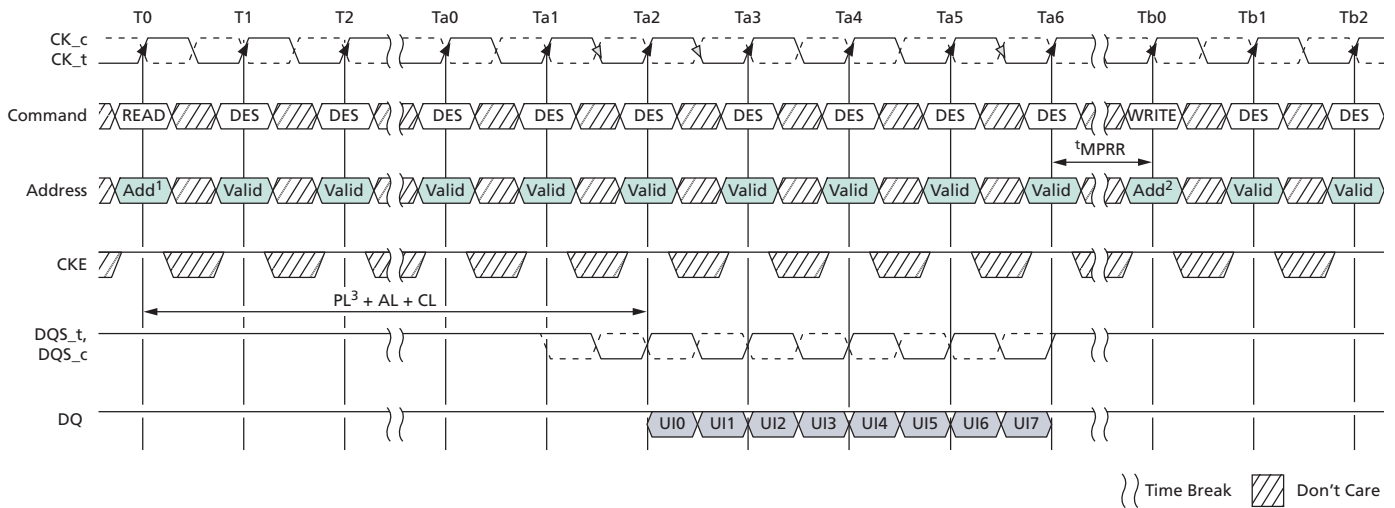 T0 T1 T2 Ta0 Ta1 Ta2 Ta3 Ta4 Ta5 Ta6 Tb0 Tb1 Tb2
CK_c
CK_t
Command READ DES DES DES DES DES DES DES DES DES WRITE DES DES
tMPRR
Address Add1 Valid Valid Valid Valid Valid Valid Valid Valid Valid Add2 Valid Valid
CKE
PL3 + AL + CL
DQS_t,
DQS_c
DQ UI0 UI1 UI2 UI3 UI4 UI5 UI6 UI7
Time Break Don't Care